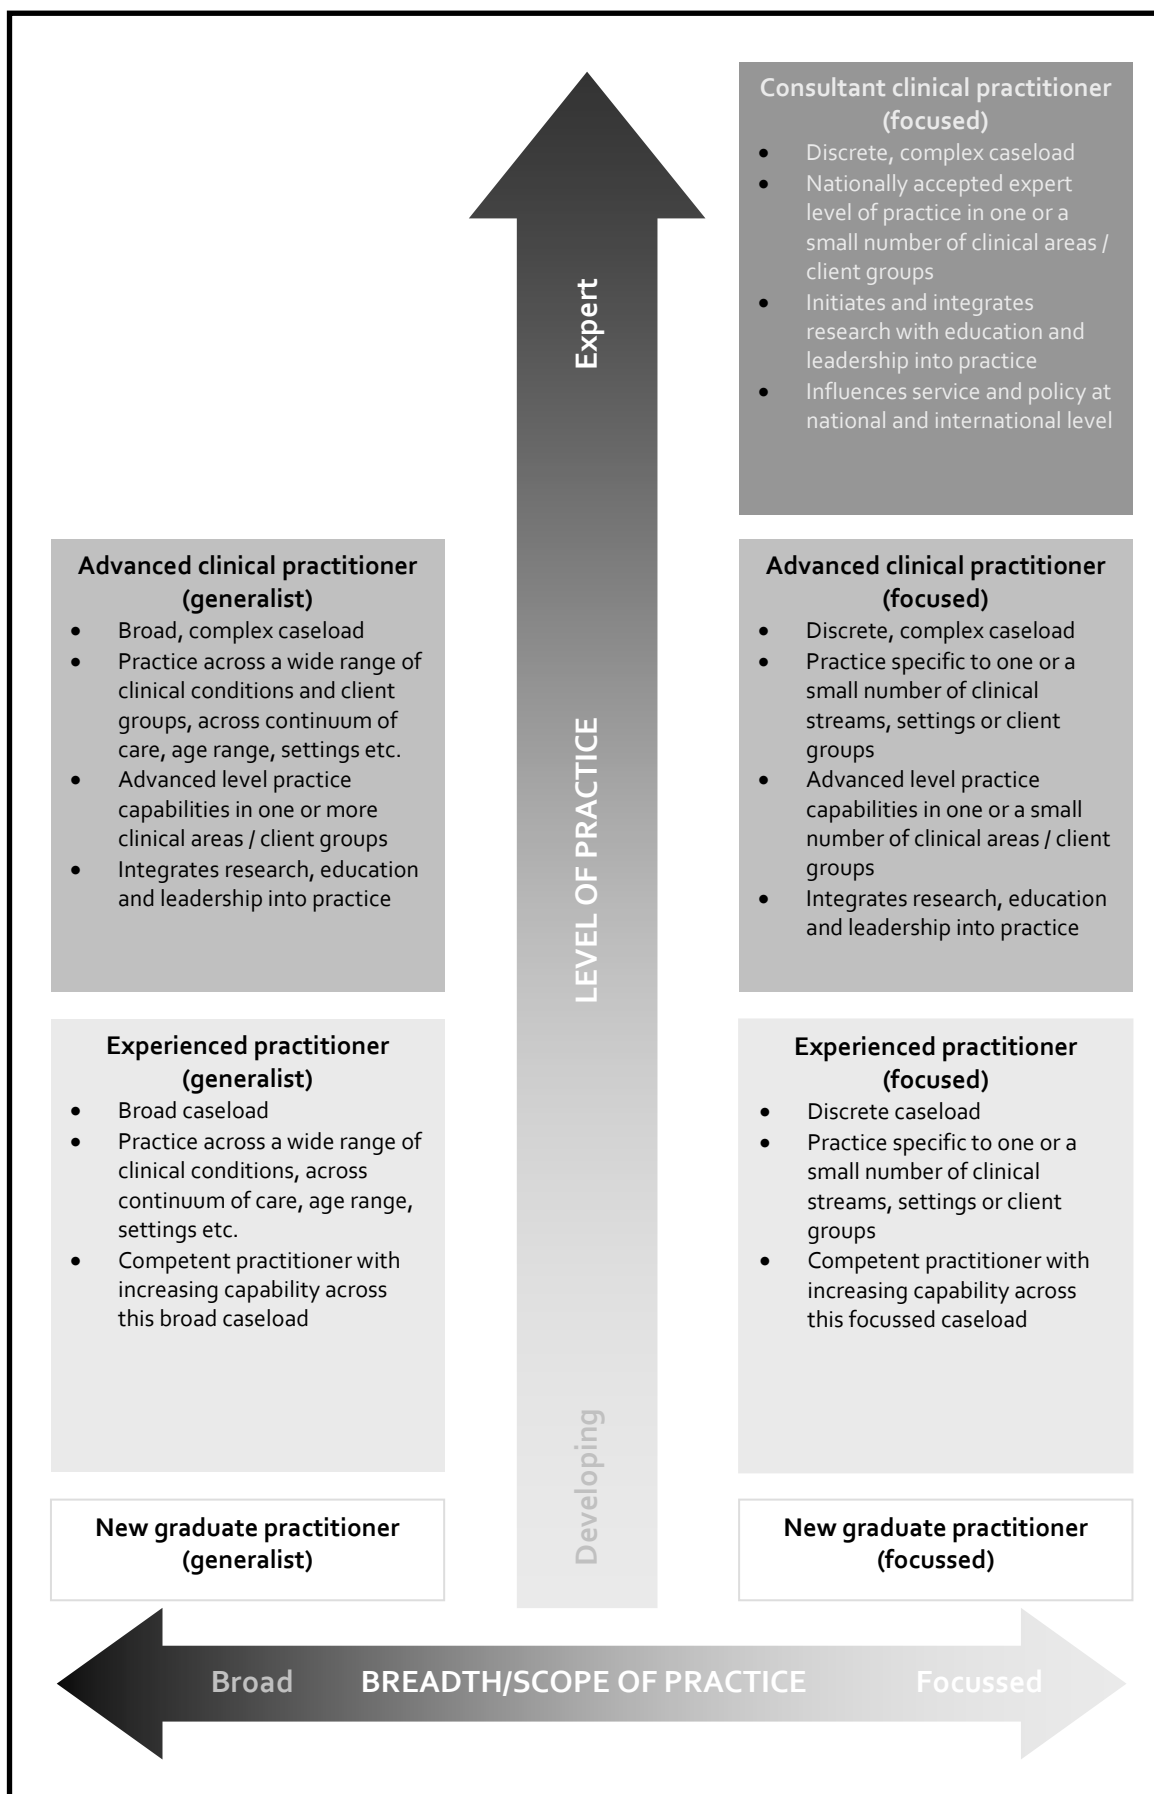 Consultant clinical practitioner
(focused)
• Discrete, complex caseload
• Nationally accepted expert
level of practice in one or a
small number of clinical areas /
client groups
• Initiates and integrates
research with education and
leadership into practice
• Influences service and policy at
national and international level
Expert
LEVEL OF PRACTICE
Developing
Advanced clinical practitioner
(generalist)
• Broad, complex caseload
• Practice across a wide range of
clinical conditions and client
groups, across continuum of
care, age range, settings etc.
• Advanced level practice
capabilities in one or more
clinical areas / client groups
• Integrates research, education
and leadership into practice
Advanced clinical practitioner
(focused)
• Discrete, complex caseload
• Practice specific to one or a
small number of clinical
streams, settings or client
groups
• Advanced level practice
capabilities in one or a small
number of clinical areas / client
groups
• Integrates research, education
and leadership into practice
Experienced practitioner
(generalist)
• Broad caseload
• Practice across a wide range of
clinical conditions, across
continuum of care, age range,
settings etc.
• Competent practitioner with
increasing capability across
this broad caseload
Experienced practitioner
(focused)
• Discrete caseload
• Practice specific to one or a
small number of clinical
streams, settings or client
groups
• Competent practitioner with
increasing capability across
this focussed caseload
New graduate practitioner
(generalist)
New graduate practitioner
(focussed)
Broad BREADTH/SCOPE OF PRACTICE Focussed